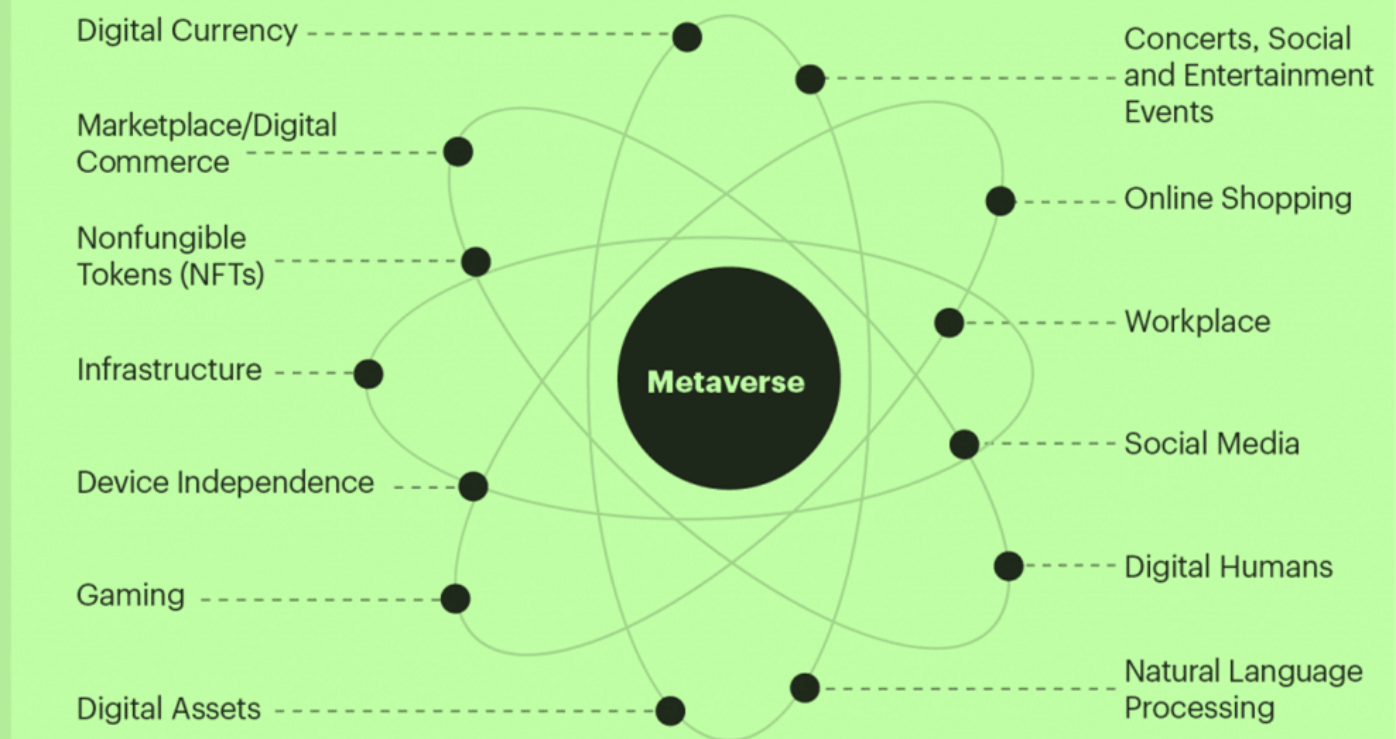 Digital Currency
Marketplace/Digital
Commerce
Nonfungible
Tokens (NFTs)
Infrastructure
Device Independence
Gaming
Digital Assets
Metaverse
Concerts, Social
and Entertainment
Events
Online Shopping
Workplace
Social Media
Digital Humans
Natural Language
Processing